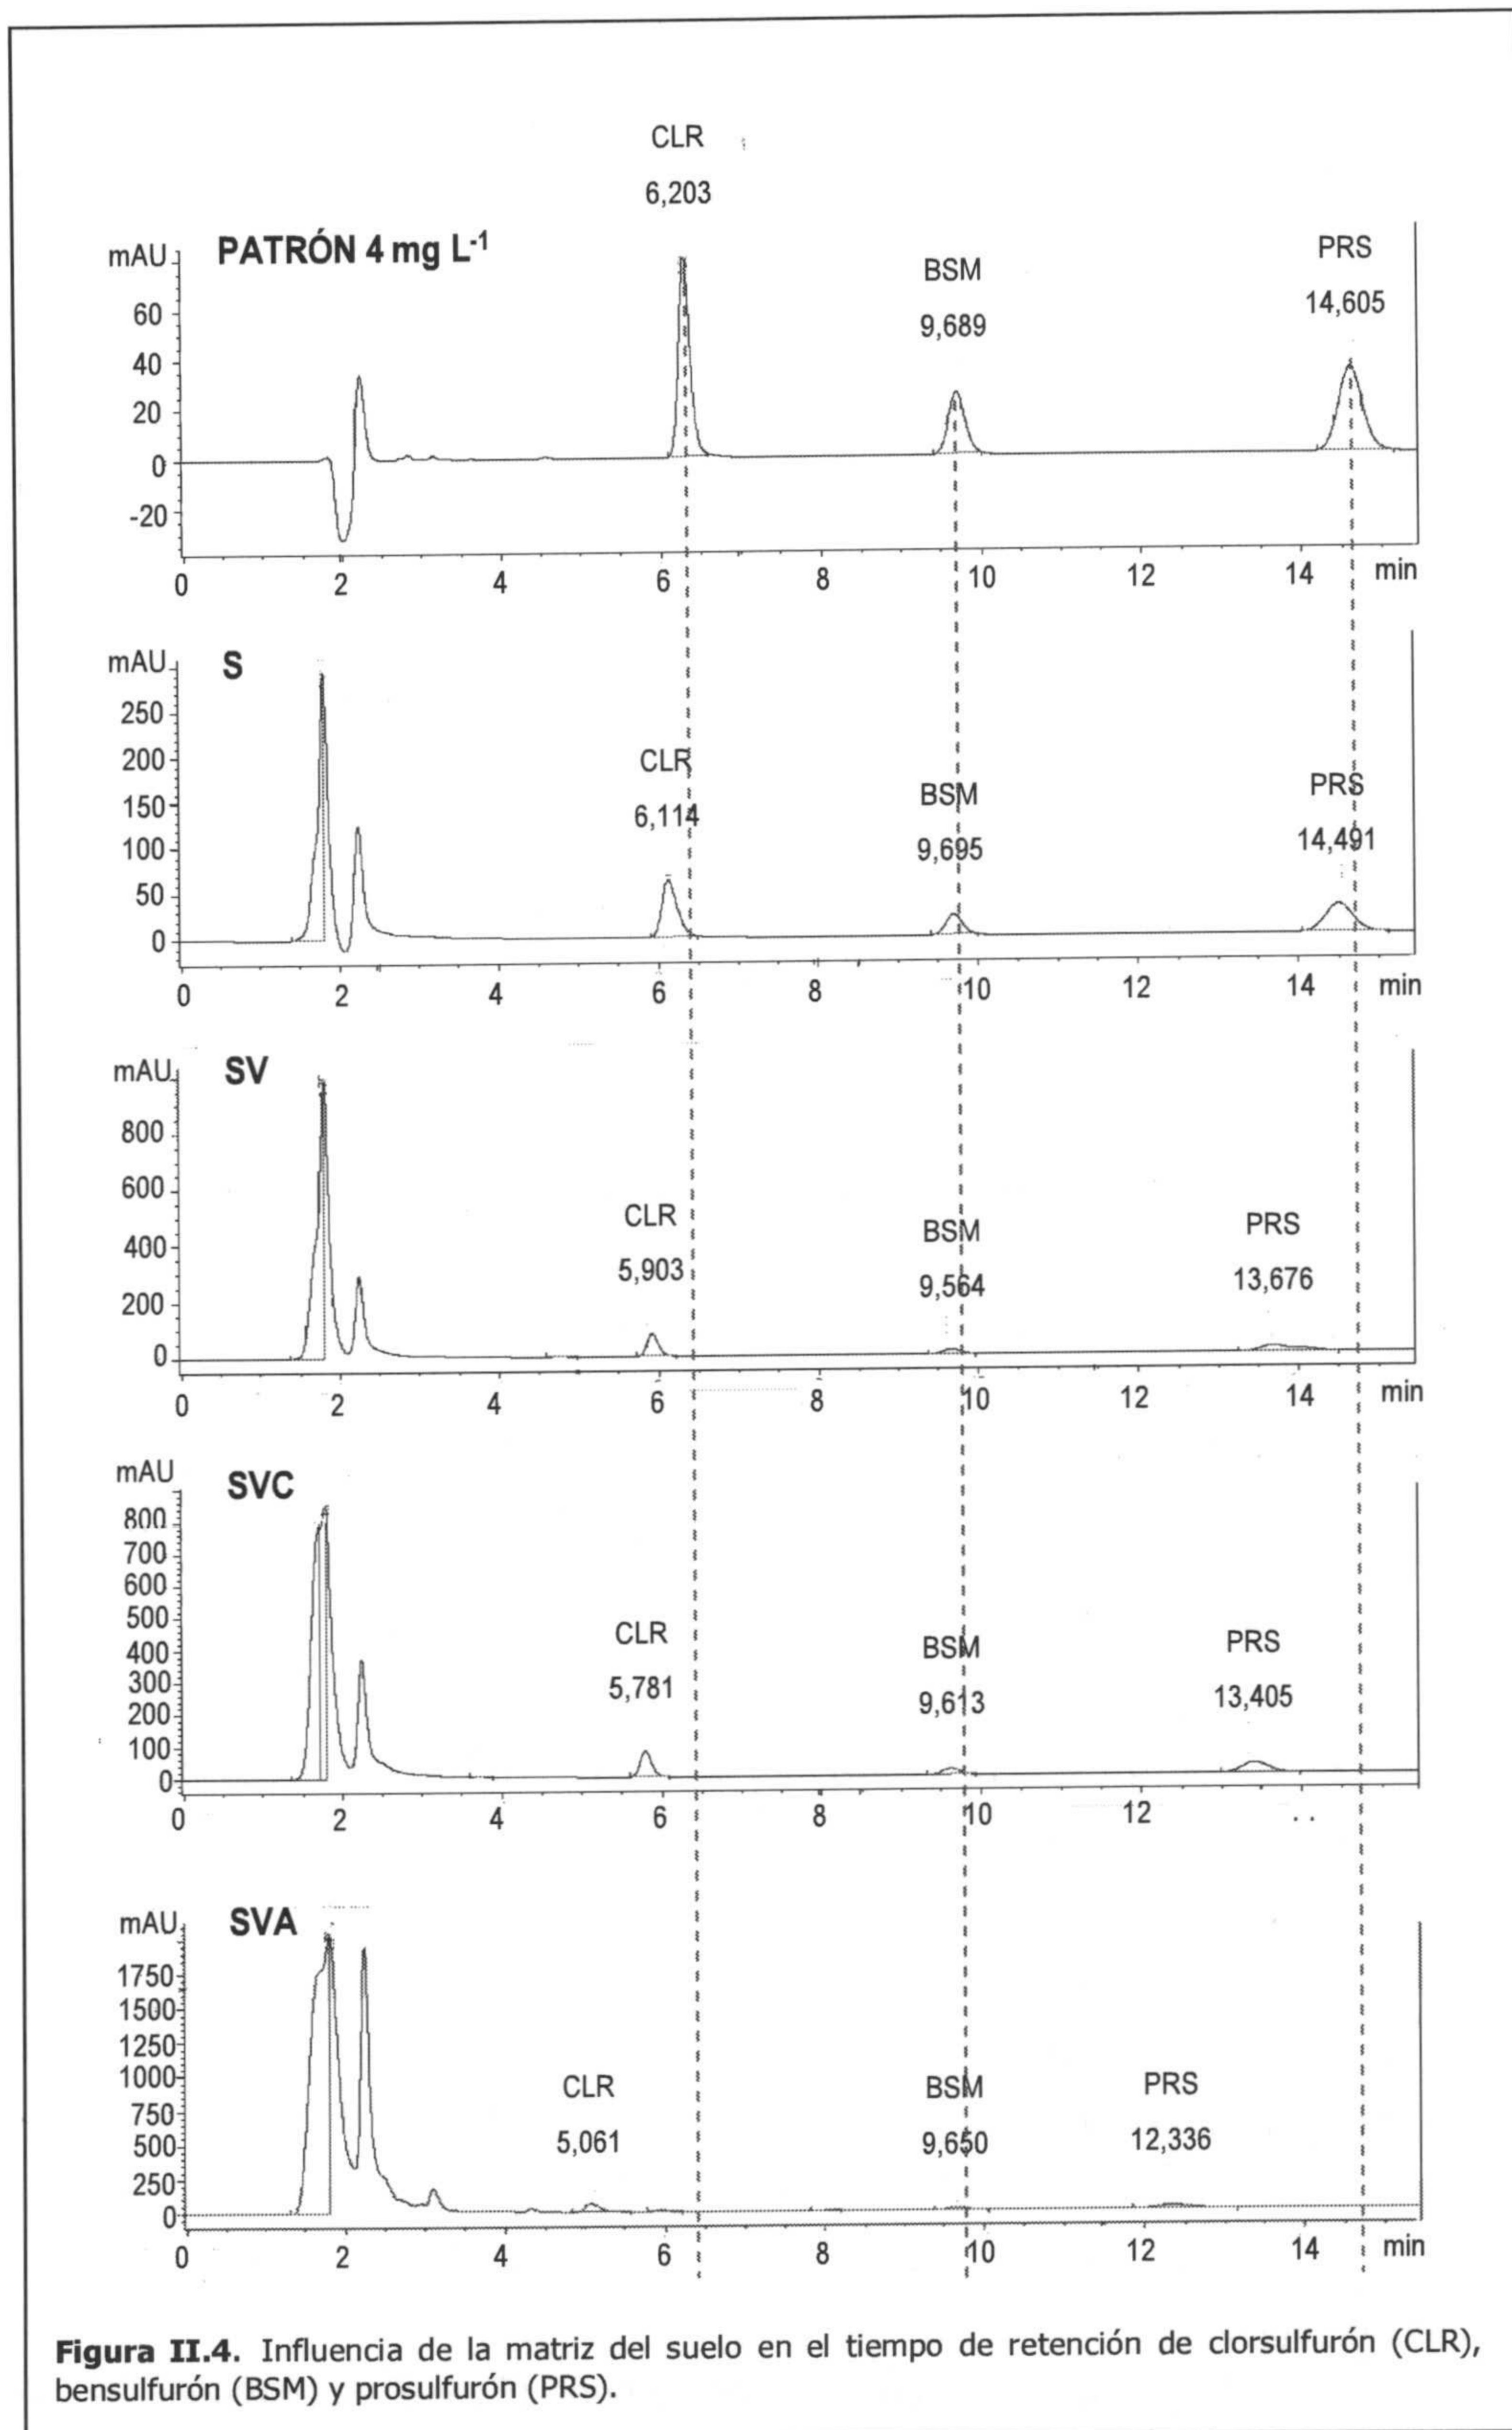 CLR
6,203
mAU
PATRÓN 4 mg L-1
BSM
9,689
PRS
14,605
60
40
20
0
-20
0 2 4 6 8 10 12 14 min
mAU
S
250
200
150
100
50
0
CLR
6,114
BSM
9,695
PRS
14,491
0 2 4 6 8 10 12 14 min
mAU
SV
800
600
400
200
0
CLR
5,903
BSM
9,564
PRS
13,676
0 2 4 6 8 10 12 14 min
mAU
SVC
800
700
600
500
400
300
200
100
0
CLR
5,781
BSM
9,613
PRS
13,405
0 2 4 6 8 10 12
mAU
SVA
1750
1500
1250
1000
750
500
250
0
CLR
5,061
BSM
9,650
PRS
12,336
0 2 4 6 8 10 12 14 min
Figura II.4. Influencia de la matriz del suelo en el tiempo de retención de clorsulfurón (CLR),
bensulfurón (BSM) y prosulfurón (PRS).